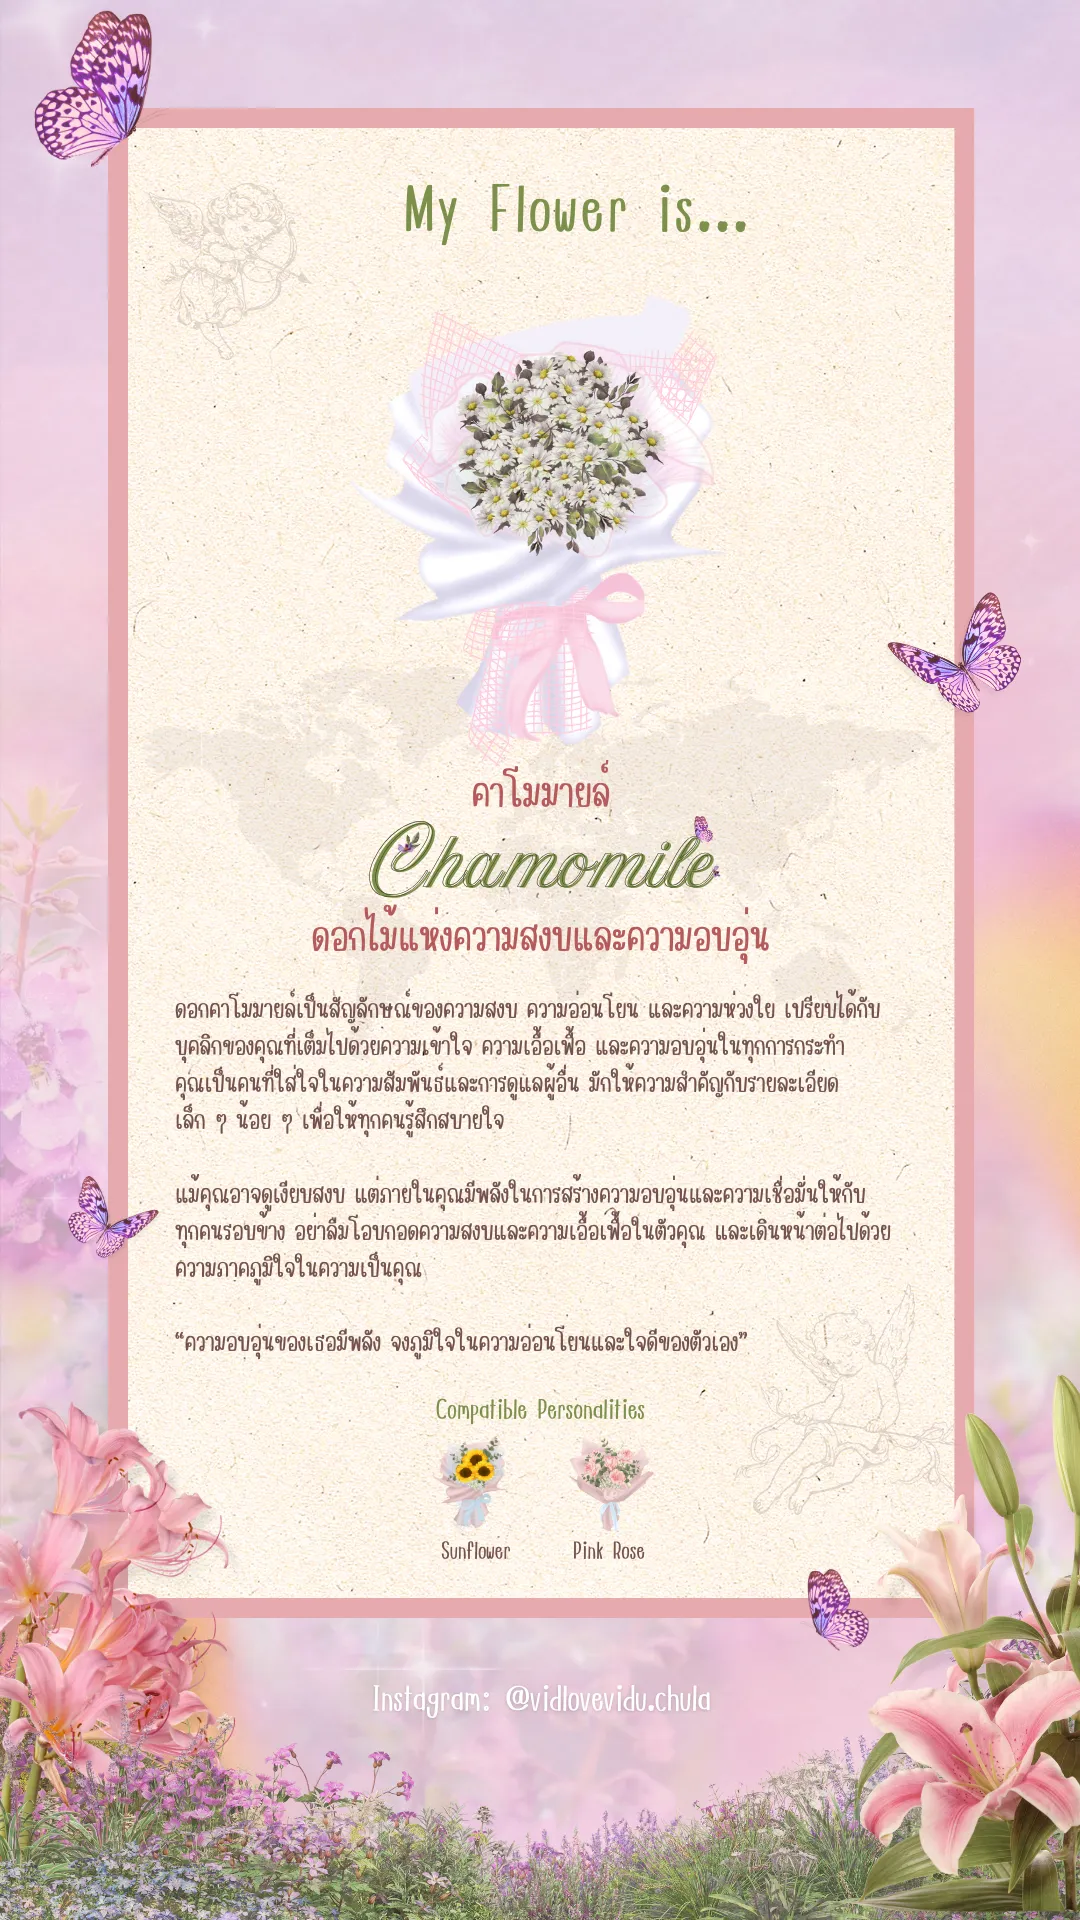 My Flower is...
คาโมมายล์
Chamomile
ดอกไม้แห่งความสงบและความอบอุ่น
ดอกคาโมมายล์เป็นสัญลักษณ์ของความสงบ ความอ่อนโยน และความห่วงใย เปรียบได้กับ
บุคลิกของคุณที่เต็มไปด้วยความเข้าใจ ความเอื้อเฟื้อ และความอบอุ่นในทุกการกระทำ
คุณเป็นคนที่ใส่ใจในความสัมพันธ์และการดูแลผู้อื่น มักให้ความสำคัญกับรายละเอียด
เล็ก ๆ น้อย ๆ เพื่อให้ทุกคนรู้สึกสบายใจ
แม้คุณอาจดูเงียบสงบ แต่ภายในคุณมีพลังในการสร้างความอบอุ่นและความเชื่อมั่นให้กับ
ทุกคนรอบข้าง อย่าลืมโอบกอดความสงบและความเอื้อเฟื้อในตัวคุณ และเดินหน้าต่อไปด้วย
ความภาคภูมิใจในความเป็นคุณ
“ความอบอุ่นของเธอมีพลัง จงภูมิใจในความอ่อนโยนและใจดีของตัวเอง”
Compatible Personalities
Sunflower
Pink Rose
Instagram: @vidlovevidu.chula